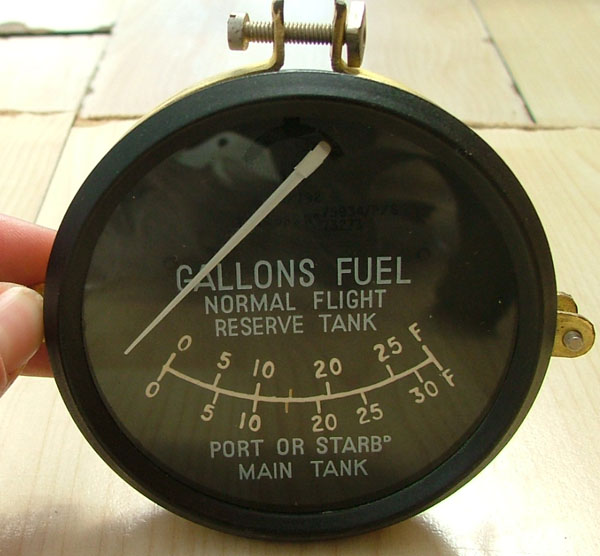 GALLONS FUEL
NORMAL FLIGHT
RESERVE TANK
0 5 10 20 25 F
0 5 10 20 25 30 F
PORT OR STARBᴰ
MAIN TANK